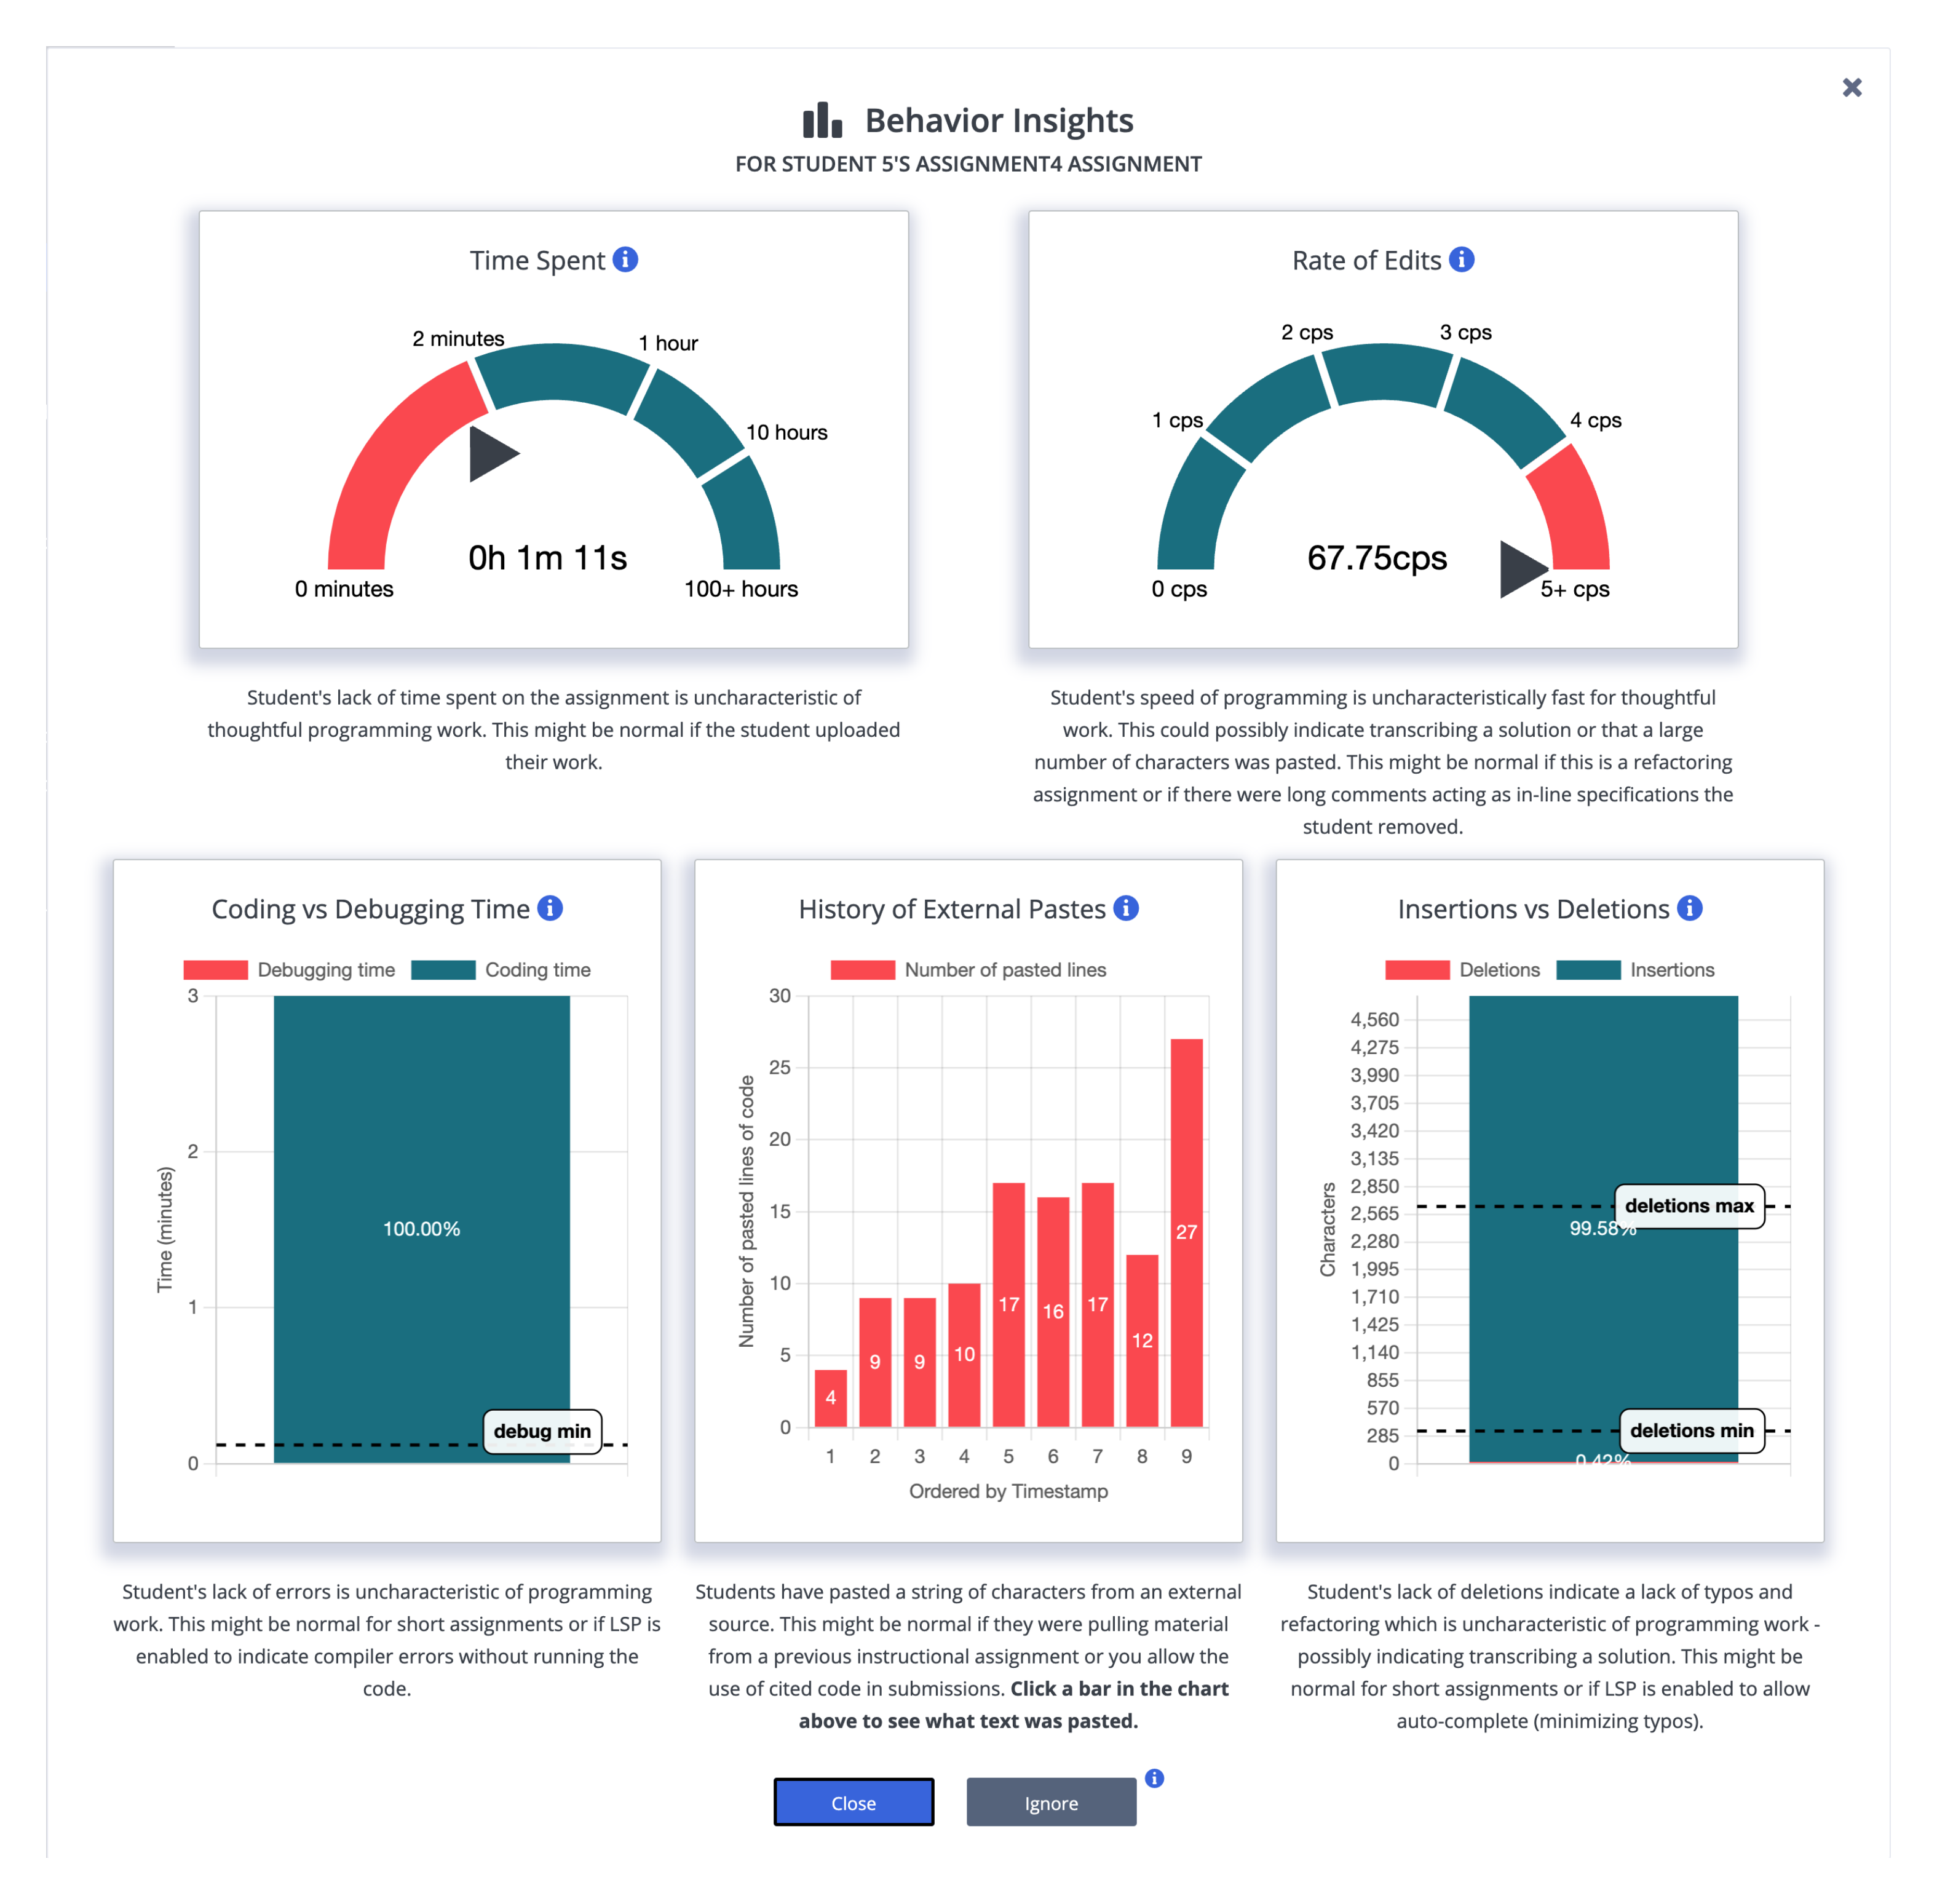 Behavior Insights
FOR STUDENT 5'S ASSIGNMENT4 ASSIGNMENT
Time Spent
2 minutes
1 hour
10 hours
0h 1m 11s
0 minutes
100+ hours
Student's lack of time spent on the assignment is uncharacteristic of
thoughtful programming work. This might be normal if the student uploaded
their work.
Rate of Edits
2 cps
3 cps
1 cps
4 cps
67.75cps
0 cps
5+ cps
Student's speed of programming is uncharacteristically fast for thoughtful
work. This could possibly indicate transcribing a solution or that a large
number of characters was pasted. This might be normal if this is a refactoring
assignment or if there were long comments acting as in-line specifications the
student removed.
Coding vs Debugging Time
Debugging time
Coding time
3
2
1
0
Time (minutes)
100.00%
debug min
Student's lack of errors is uncharacteristic of programming
work. This might be normal for short assignments or if LSP is
enabled to indicate compiler errors without running the
code.
History of External Pastes
Number of pasted lines
30
25
20
15
10
5
0
Number of pasted lines of code
4
9
9
10
17
16
17
12
27
1
2
3
4
5
6
7
8
9
Ordered by Timestamp
Students have pasted a string of characters from an external
source. This might be normal if they were pulling material
from a previous instructional assignment or you allow the
use of cited code in submissions. Click a bar in the chart
above to see what text was pasted.
Insertions vs Deletions
Deletions
Insertions
4,560
4,275
3,990
3,705
3,420
3,135
2,850
2,565
2,280
1,995
1,710
1,425
1,140
855
570
285
0
Characters
deletions max
99.58%
deletions min
0.42%
Student's lack of deletions indicate a lack of typos and
refactoring which is uncharacteristic of programming work -
possibly indicating transcribing a solution. This might be
normal for short assignments or if LSP is enabled to allow
auto-complete (minimizing typos).
Close
Ignore